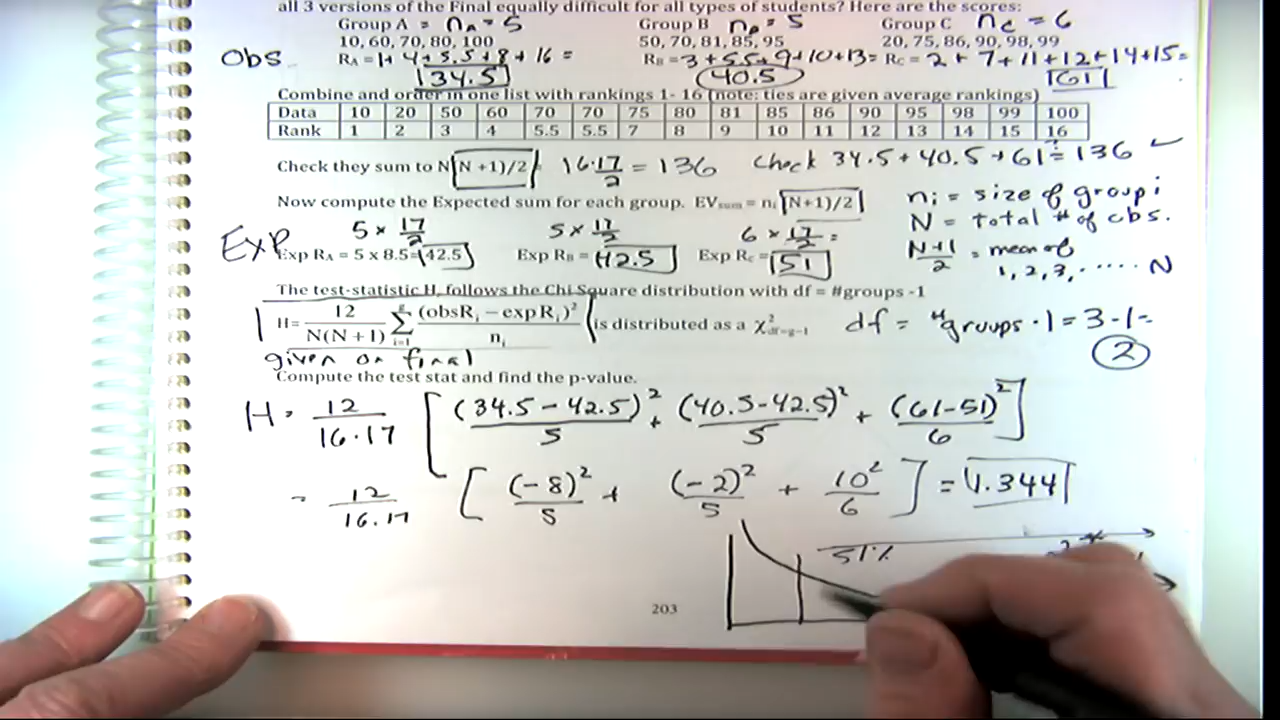 all 3 versions of the Final equally difficult for all types of students? Here are the scores:
Group A = nA = 5 Group B nB = 5 Group C nC = 6
10, 60, 70, 80, 100 50, 70, 81, 85, 95 20, 75, 86, 90, 98, 99
Obs RA = 1 + 4 + 5.5 + 8 + 16 = RB = 3 + 5.5 + 9 + 10 + 13 = RC = 2 + 7 + 11 + 12 + 14 + 15 =
34.5 40.5 61
Combine and order in one list with rankings 1- 16 (note: ties are given average rankings)
Data 10 20 50 60 70 70 75 80 81 85 86 90 95 98 99 100
Rank 1 2 3 4 5.5 5.5 7 8 9 10 11 12 13 14 15 16
Check they sum to N(N+1)/2 16·17/2 = 136 check 34.5 + 40.5 + 61 = 136 ✓
Now compute the Expected sum for each group. EVsum = ni (N+1)/2 ni = size of group i
N = total # of obs.
Exp 5 × 17/2 5 × 17/2 6 × 17/2 =
Exp RA = 5 x 8.5= 42.5 Exp RB = 42.5 Exp RC = 51 N+1/2 = mean of
1, 2, 3, ..... N
The test-statistic H, follows the Chi Square distribution with df = #groups -1
H= 12/N(N+1) Σ(i=1 to g) (obsRi – expRi)²/ni is distributed as a χ²df=g-1 df = #groups - 1 = 3-1=
2
given on final
Compute the test stat and find the p-value.
H = 12/16·17 [ (34.5 – 42.5)²/5 + (40.5-42.5)²/5 + (61-51)²/6 ]
= 12/16·17 [ (-8)²/5 + (-2)²/5 + 10²/6 ] = 1.344
51%
203